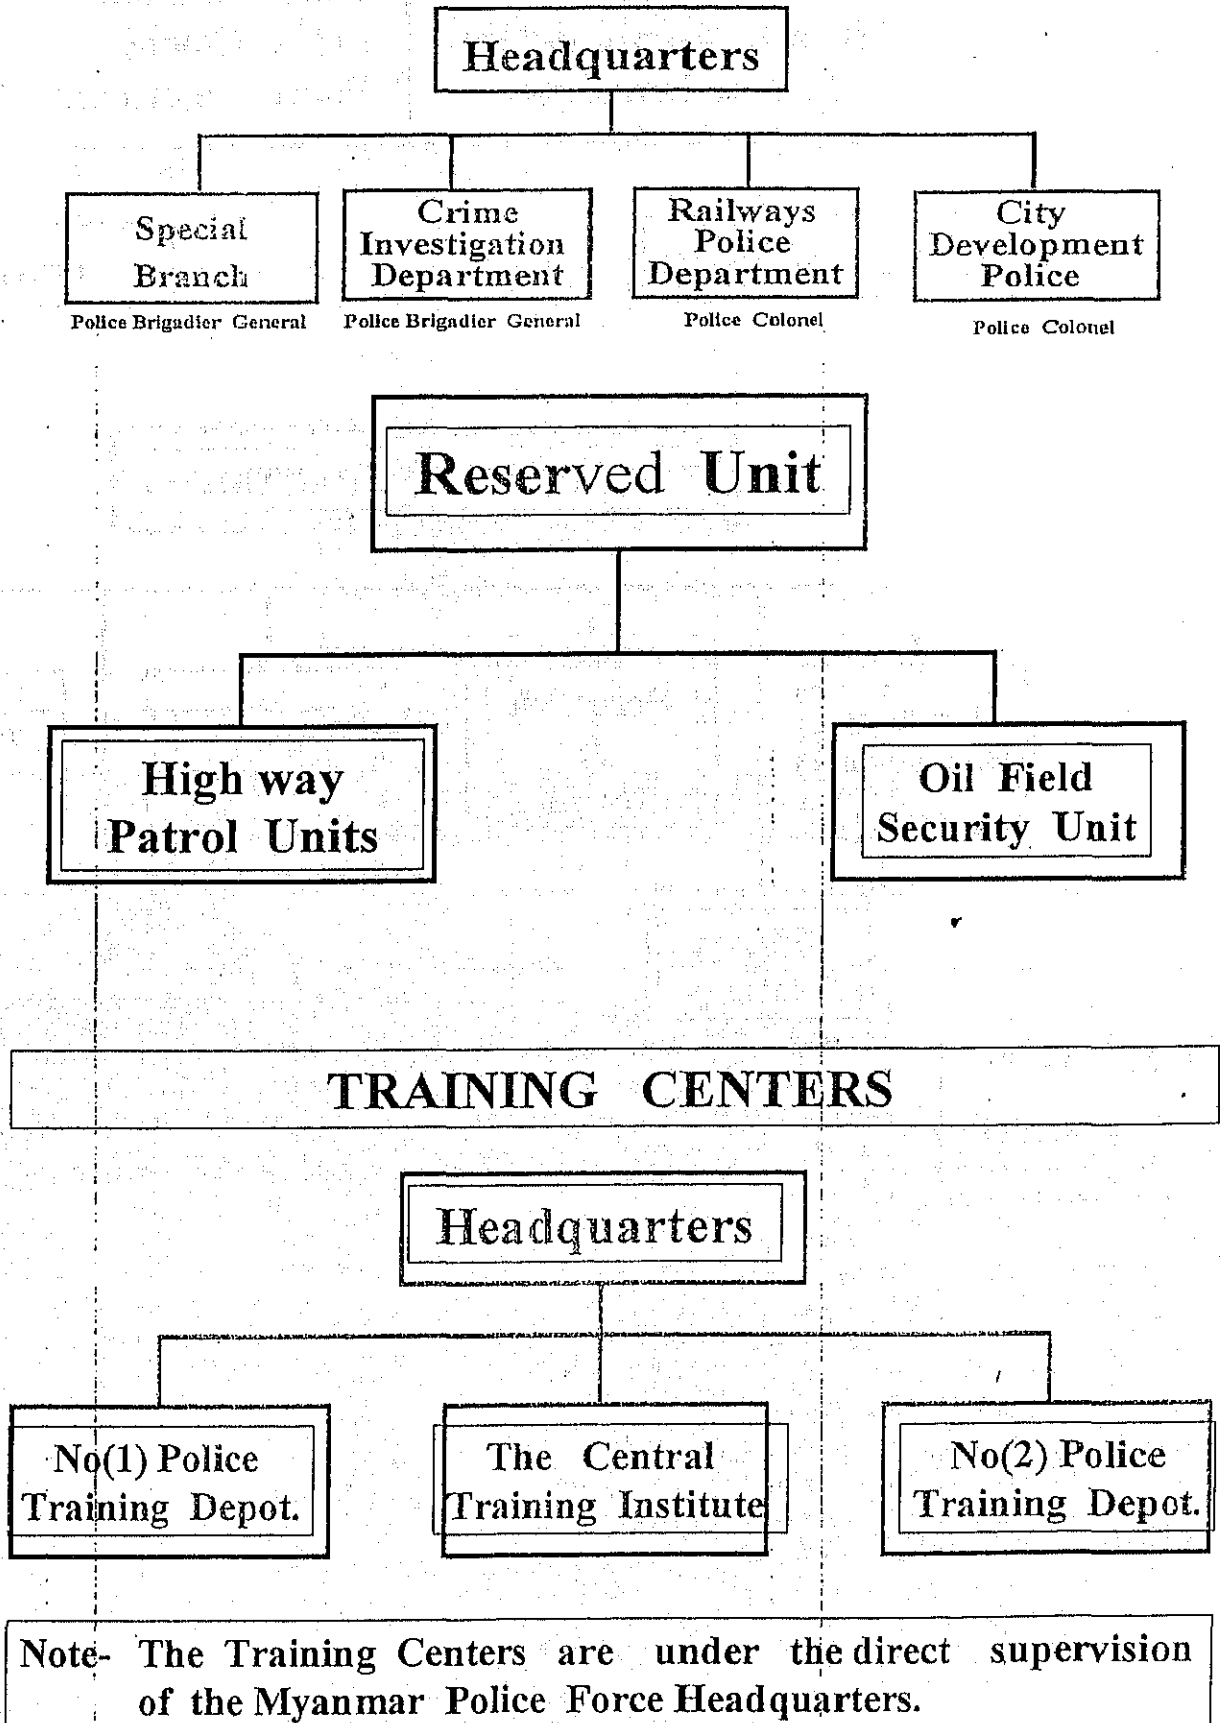 Headquarters
Special
Branch
Police Brigadier General
Crime
Investigation
Department
Police Brigadier General
Railways
Police
Department
Police Colonel
City
Development
Police
Police Colonel
Reserved Unit
High way
Patrol Units
Oil Field
Security Unit
TRAINING CENTERS
Headquarters
No(1) Police
Training Depot.
The Central
Training Institute
No(2) Police
Training Depot.
Note- The Training Centers are under the direct supervision
of the Myanmar Police Force Headquarters.